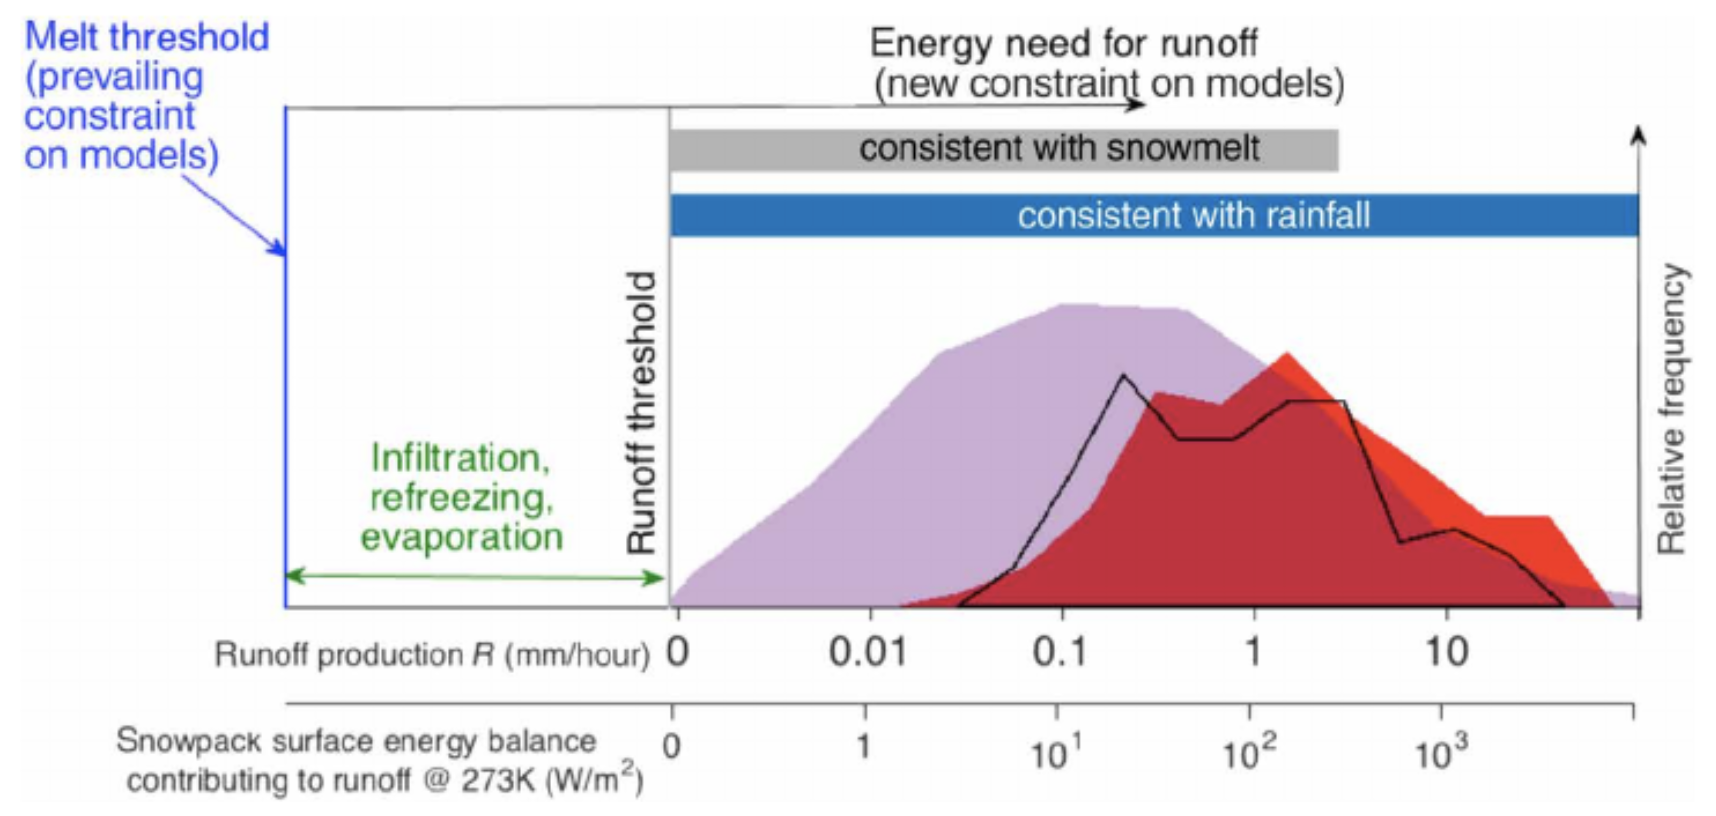 Melt threshold
(prevailing
constraint
on models)
Energy need for runoff
(new constraint on models)
consistent with snowmelt
consistent with rainfall
Runoff threshold
Relative frequency
Infiltration,
refreezing,
evaporation
Runoff production R (mm/hour) 0 0.01 0.1 1 10
Snowpack surface energy balance
contributing to runoff @ 273K (W/m²)
0 1 10¹ 10² 10³